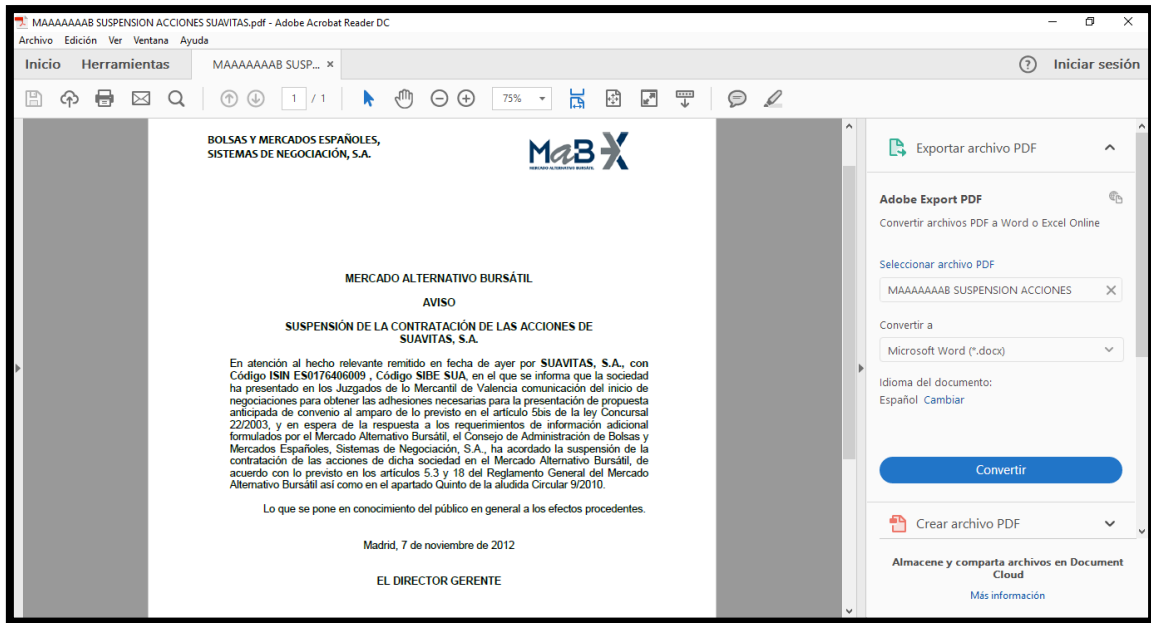 MAAAAAAAB SUSPENSION ACCIONES SUAVITAS.pdf - Adobe Acrobat Reader DC
Archivo Edición Ver Ventana Ayuda
Inicio Herramientas MAAAAAAAB SUSP... × Iniciar sesión
1 / 1 75%
BOLSAS Y MERCADOS ESPAÑOLES,
SISTEMAS DE NEGOCIACIÓN, S.A.
MaB
MERCADO ALTERNATIVO BURSÁTIL
MERCADO ALTERNATIVO BURSÁTIL
AVISO
SUSPENSIÓN DE LA CONTRATACIÓN DE LAS ACCIONES DE
SUAVITAS, S.A.
En atención al hecho relevante remitido en fecha de ayer por SUAVITAS, S.A., con
Código ISIN ES0176406009 , Código SIBE SUA, en el que se informa que la sociedad
ha presentado en los Juzgados de lo Mercantil de Valencia comunicación del inicio de
negociaciones para obtener las adhesiones necesarias para la presentación de propuesta
anticipada de convenio al amparo de lo previsto en el artículo 5bis de la ley Concursal
22/2003, y en espera de la respuesta a los requerimientos de información adicional
formulados por el Mercado Alternativo Bursátil, el Consejo de Administración de Bolsas y
Mercados Españoles, Sistemas de Negociación, S.A., ha acordado la suspensión de la
contratación de las acciones de dicha sociedad en el Mercado Alternativo Bursátil, de
acuerdo con lo previsto en los artículos 5.3 y 18 del Reglamento General del Mercado
Alternativo Bursátil así como en el apartado Quinto de la aludida Circular 9/2010.
Lo que se pone en conocimiento del público en general a los efectos procedentes.
Madrid, 7 de noviembre de 2012
EL DIRECTOR GERENTE
Exportar archivo PDF
Adobe Export PDF
Convertir archivos PDF a Word o Excel Online
Seleccionar archivo PDF
MAAAAAAAB SUSPENSION ACCIONES
Convertir a
Microsoft Word (*.docx)
Idioma del documento:
Español Cambiar
Convertir
Crear archivo PDF
Almacene y comparta archivos en Document
Cloud
Más información